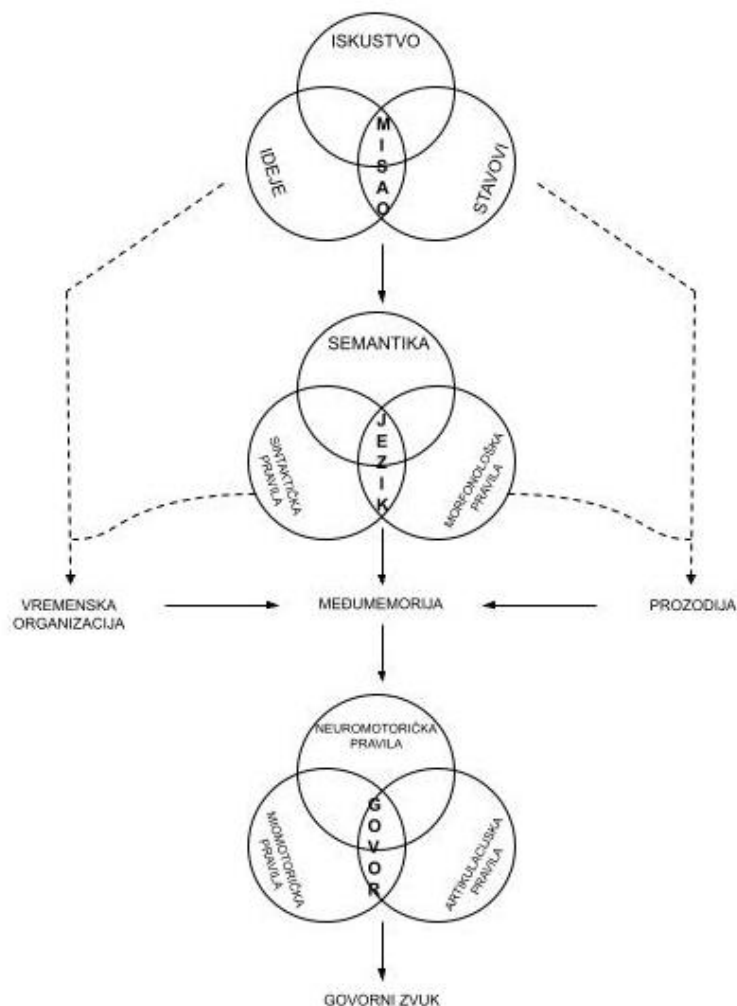 ISKUSTVO
IDEJE
MISAO
STAVOVI
SEMANTIKA
SINTAKTIČKA
PRAVILA
JEZIK
MORFONOLOŠKA
PRAVILA
VREMENSKA
ORGANIZACIJA
MEĐUMEMORIJA
PROZODIJA
NEUROMOTORIČKA
PRAVILA
MIOMOTORIČKA
PRAVILA
GOVOR
ARTIKULACIJSKA
PRAVILA
GOVORNI ZVUK